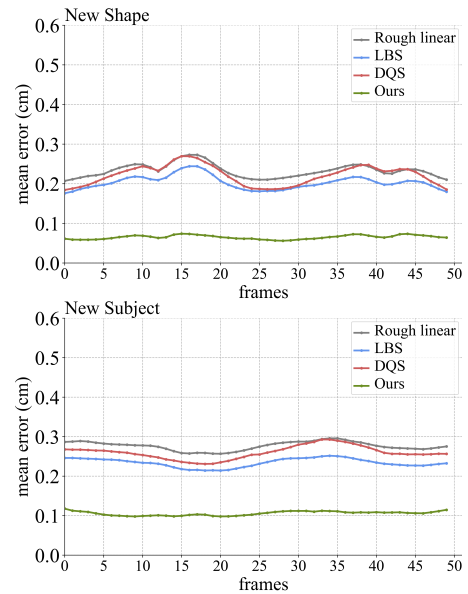 New Shape
0.6
0.5
0.4
0.3
0.2
0.1
0.0
mean error (cm)
Rough linear
LBS
DQS
Ours
0 5 10 15 20 25 30 35 40 45 50
frames
New Subject
0.6
0.5
0.4
0.3
0.2
0.1
0.0
mean error (cm)
Rough linear
LBS
DQS
Ours
0 5 10 15 20 25 30 35 40 45 50
frames